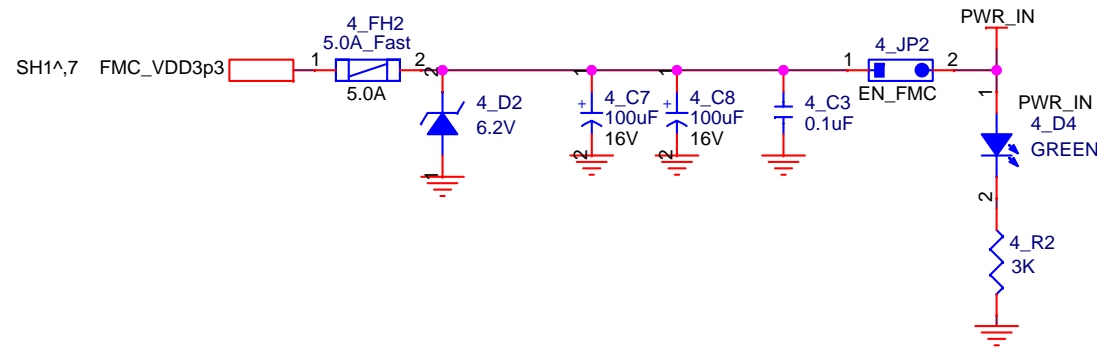 SH1^,7 FMC_VDD3p3
1
4_FH2
5.0A_Fast
2
5.0A
2
4_D2
6.2V
1
1
+
4_C7
100uF
16V
2
1
+
4_C8
100uF
16V
2
4_C3
0.1uF
1
4_JP2
2
EN_FMC
PWR_IN
1
PWR_IN
4_D4
GREEN
2
4_R2
3K